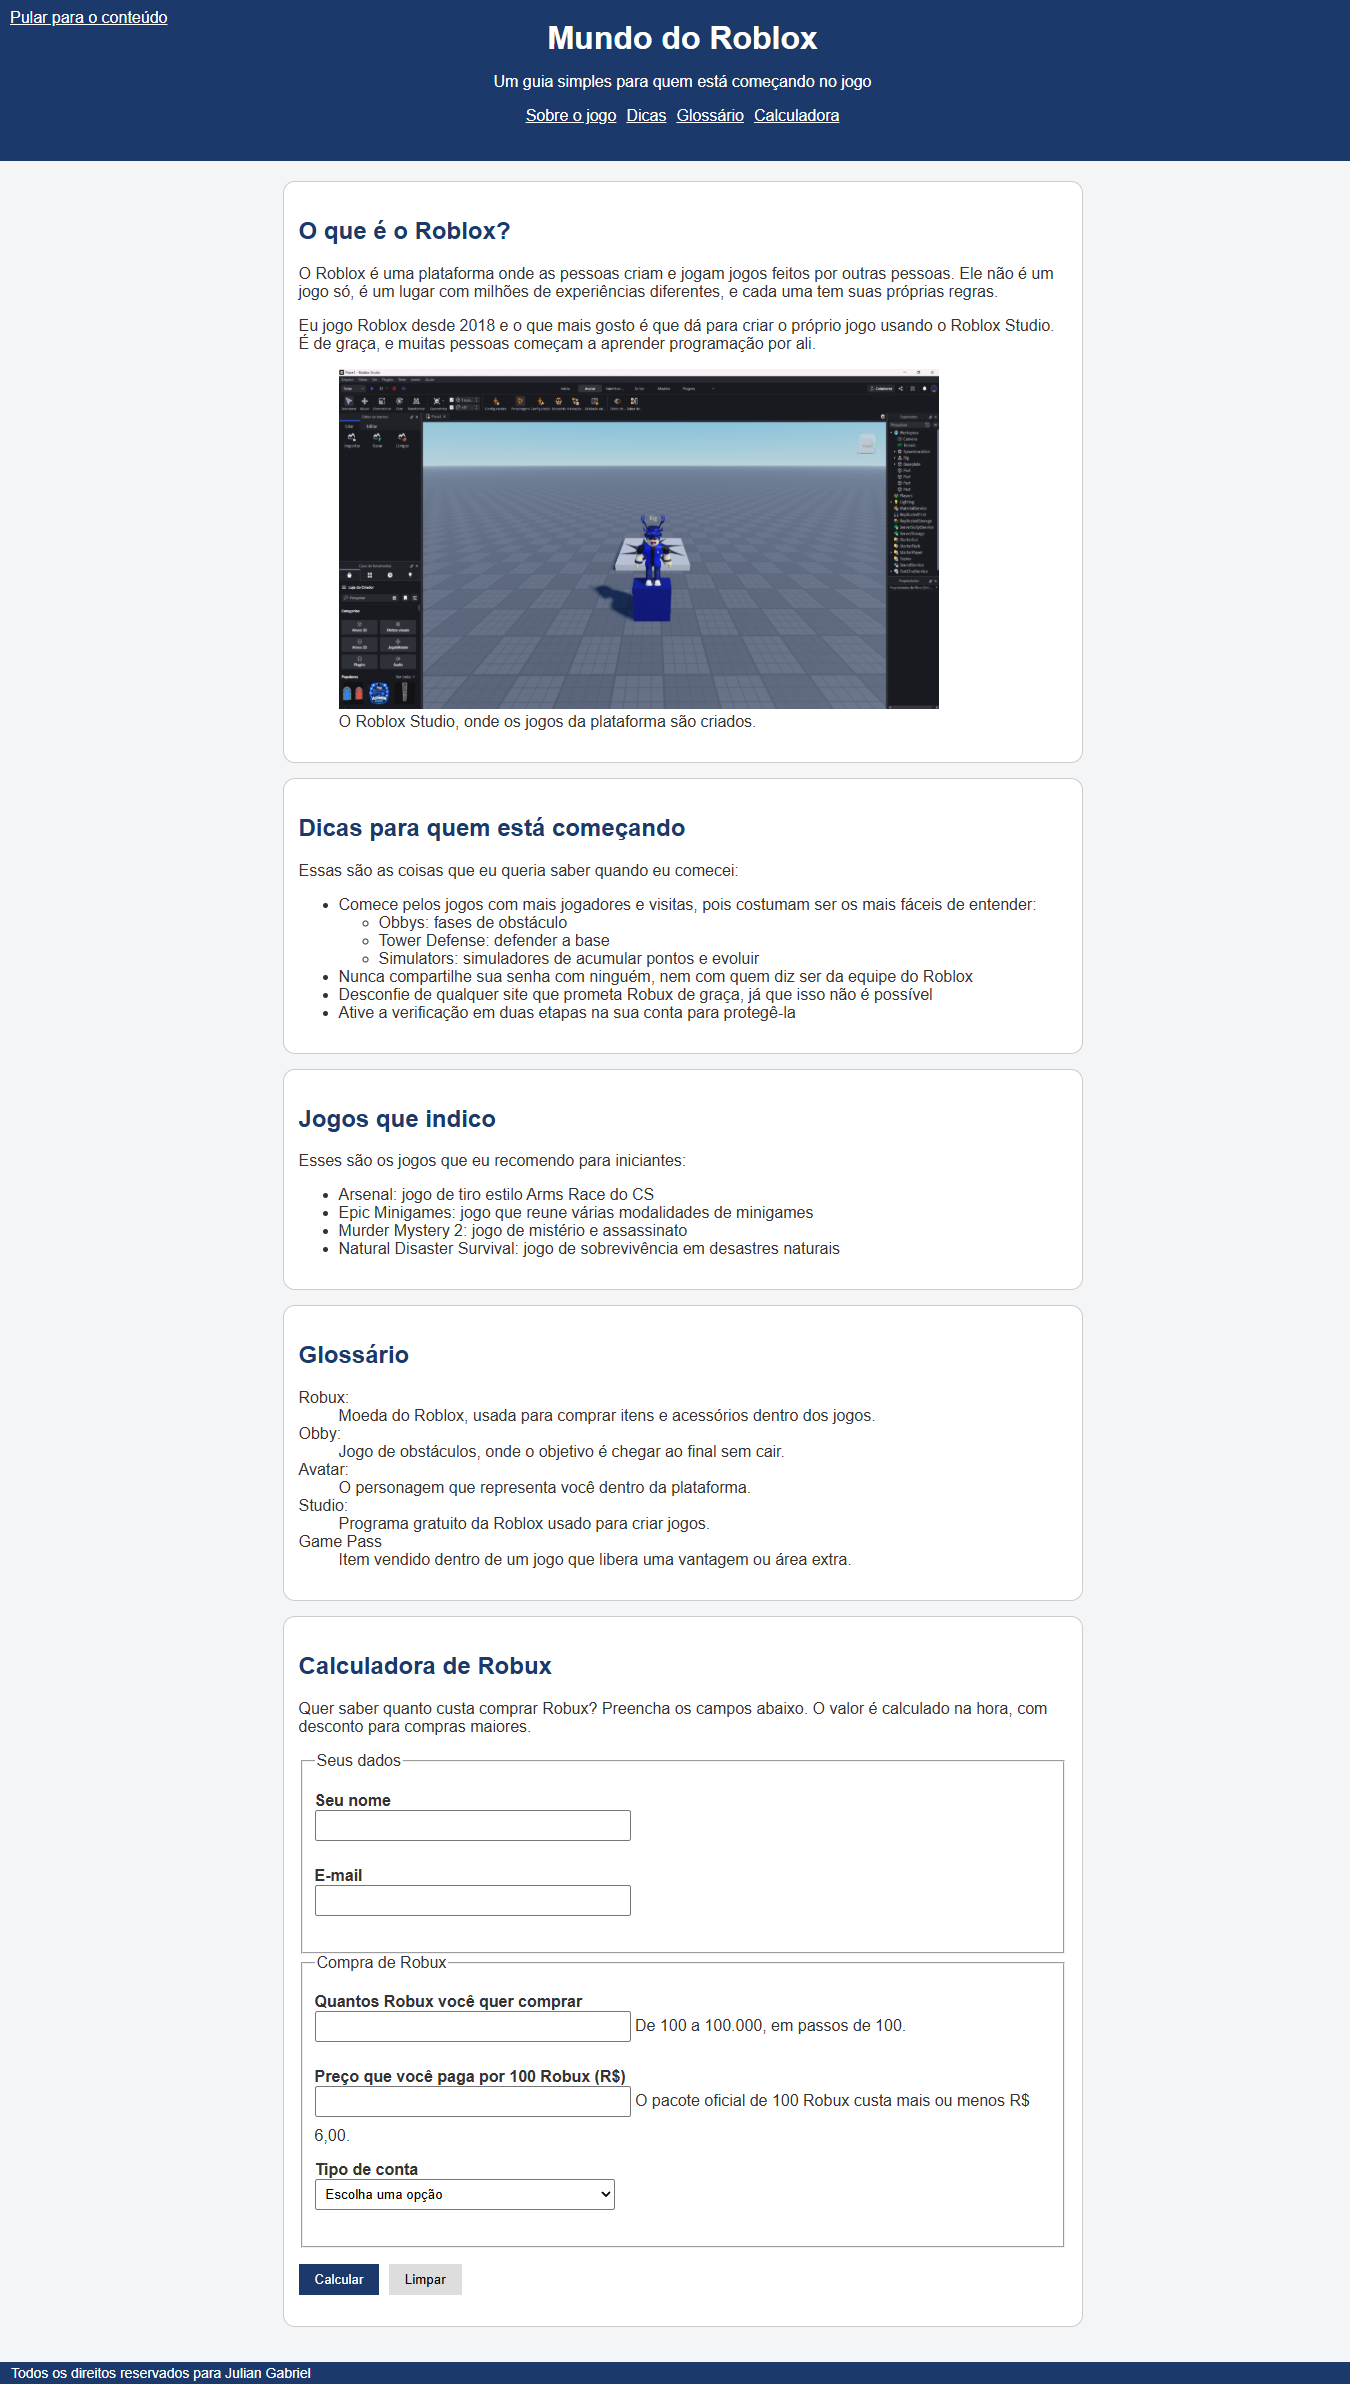 Pular para o conteúdo
Mundo do Roblox
Um guia simples para quem está começando no jogo
Sobre o jogo Dicas Glossário Calculadora
O que é o Roblox?
O Roblox é uma plataforma onde as pessoas criam e jogam jogos feitos por outras pessoas. Ele não é um
jogo só, é um lugar com milhões de experiências diferentes, e cada uma tem suas próprias regras.
Eu jogo Roblox desde 2018 e o que mais gosto é que dá para criar o próprio jogo usando o Roblox Studio.
É de graça, e muitas pessoas começam a aprender programação por ali.
O Roblox Studio, onde os jogos da plataforma são criados.
Dicas para quem está começando
Essas são as coisas que eu queria saber quando eu comecei:
Comece pelos jogos com mais jogadores e visitas, pois costumam ser os mais fáceis de entender:
Obbys: fases de obstáculo
Tower Defense: defender a base
Simulators: simuladores de acumular pontos e evoluir
Nunca compartilhe sua senha com ninguém, nem com quem diz ser da equipe do Roblox
Desconfie de qualquer site que prometa Robux de graça, já que isso não é possível
Ative a verificação em duas etapas na sua conta para protegê-la
Jogos que indico
Esses são os jogos que eu recomendo para iniciantes:
Arsenal: jogo de tiro estilo Arms Race do CS
Epic Minigames: jogo que reune várias modalidades de minigames
Murder Mystery 2: jogo de mistério e assassinato
Natural Disaster Survival: jogo de sobrevivência em desastres naturais
Glossário
Robux:
Moeda do Roblox, usada para comprar itens e acessórios dentro dos jogos.
Obby:
Jogo de obstáculos, onde o objetivo é chegar ao final sem cair.
Avatar:
O personagem que representa você dentro da plataforma.
Studio:
Programa gratuito da Roblox usado para criar jogos.
Game Pass
Item vendido dentro de um jogo que libera uma vantagem ou área extra.
Calculadora de Robux
Quer saber quanto custa comprar Robux? Preencha os campos abaixo. O valor é calculado na hora, com
desconto para compras maiores.
Seus dados
Seu nome
E-mail
Compra de Robux
Quantos Robux você quer comprar
De 100 a 100.000, em passos de 100.
Preço que você paga por 100 Robux (R$)
O pacote oficial de 100 Robux custa mais ou menos R$
6,00.
Tipo de conta
Escolha uma opção
Calcular Limpar
Todos os direitos reservados para Julian Gabriel